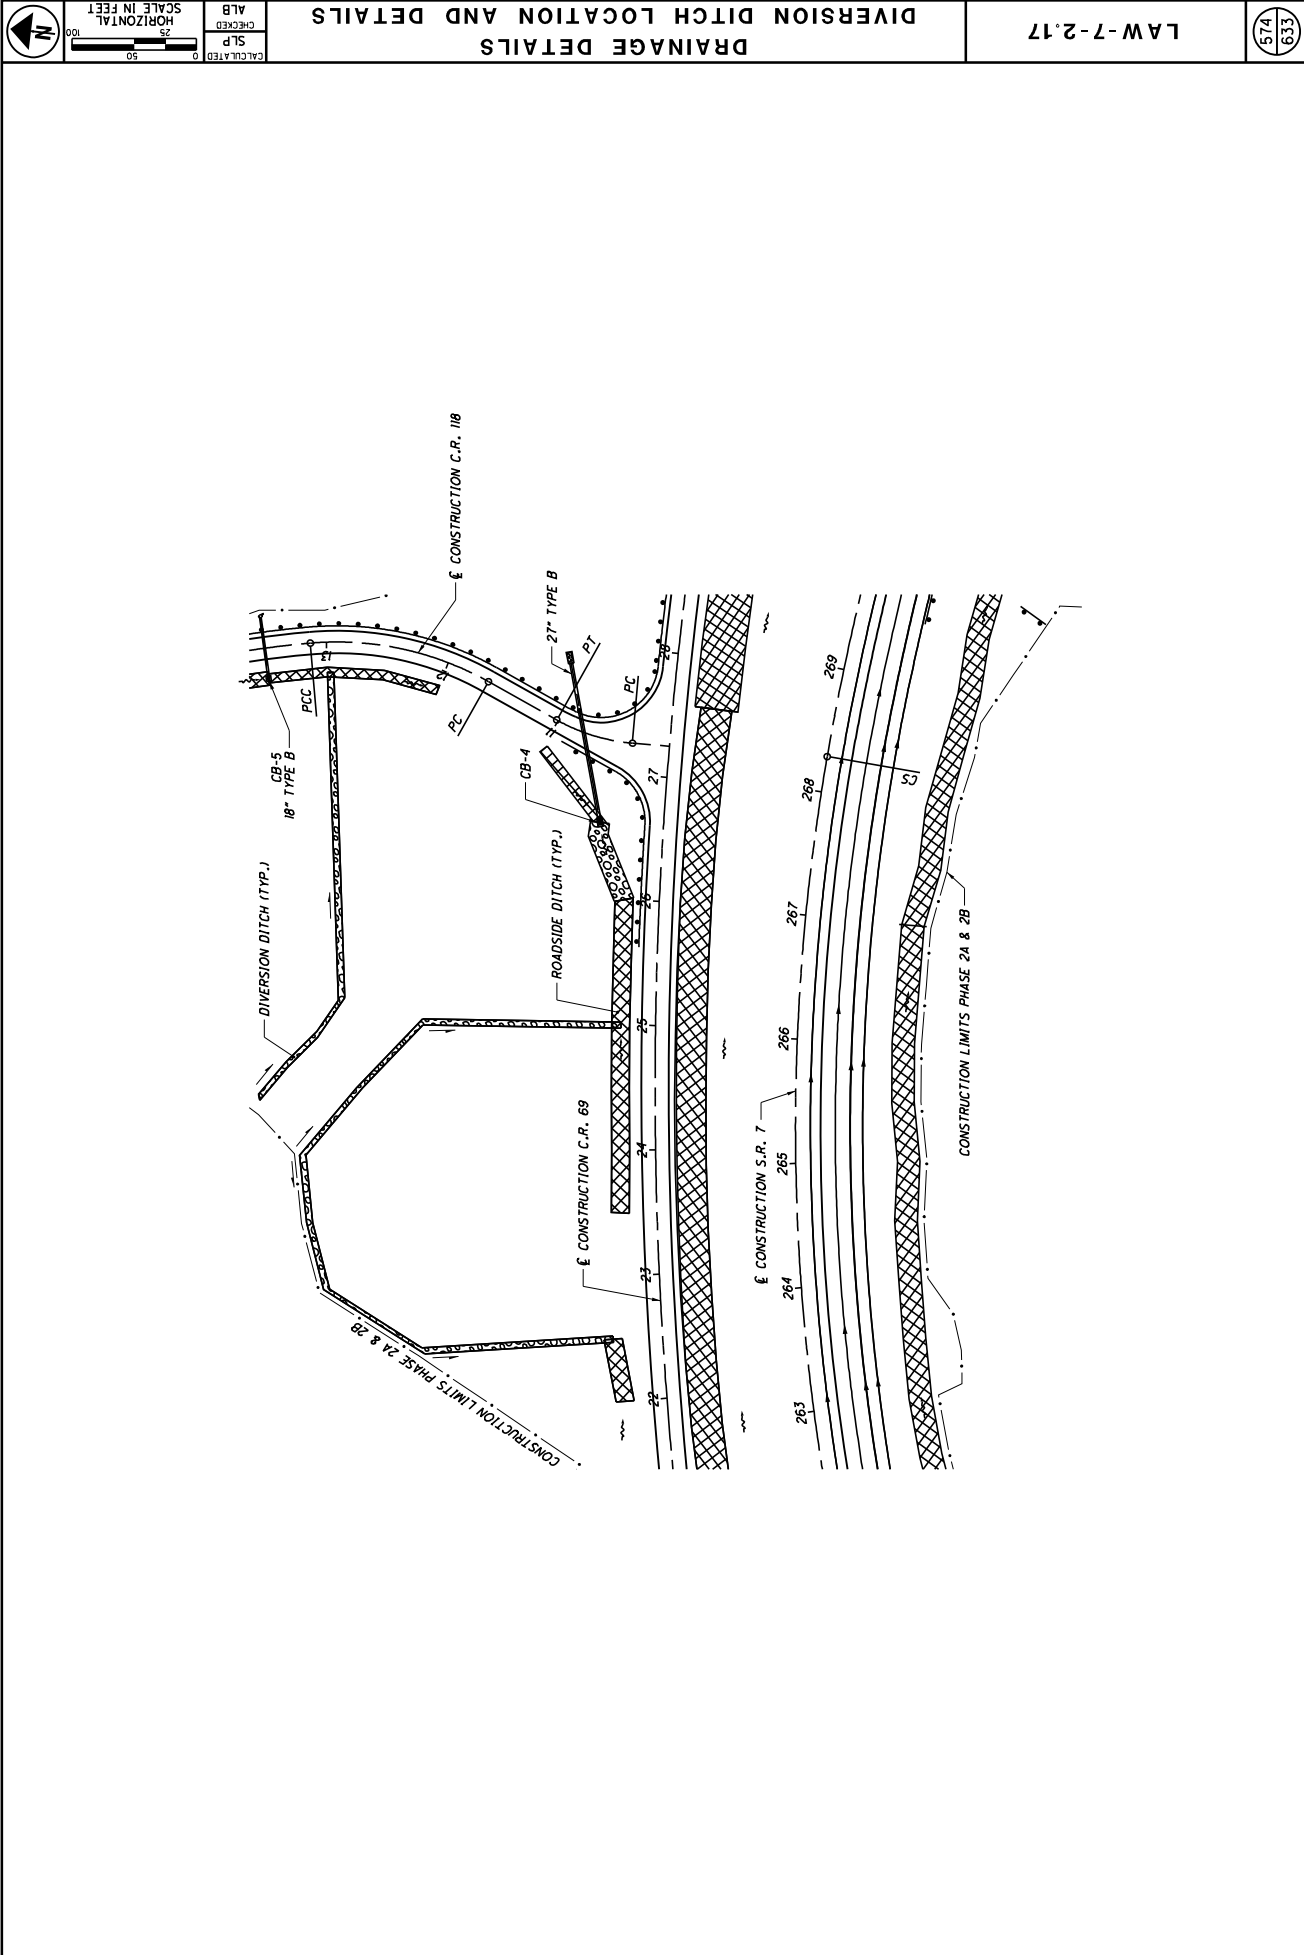 DRAINAGE DETAILS
DIVERSION DITCH LOCATION AND DETAILS
LAW-7-2.17
574
633
CALCULATED
SLP
CHECKED
ALB
0
50
25
100
HORIZONTAL
SCALE IN FEET
N
℄ CONSTRUCTION C.R. 118
27" TYPE B
PT
PC
28
PCC
13
12
PC
11
CB-5
18" TYPE B
CB-4
27
269
268
CS
DIVERSION DITCH (TYP.)
ROADSIDE DITCH (TYP.)
26
267
25
266
CONSTRUCTION LIMITS PHASE 2A & 2B
24
265
℄ CONSTRUCTION C.R. 69
℄ CONSTRUCTION S.R. 7
23
264
CONSTRUCTION LIMITS PHASE 2A & 2B
22
263